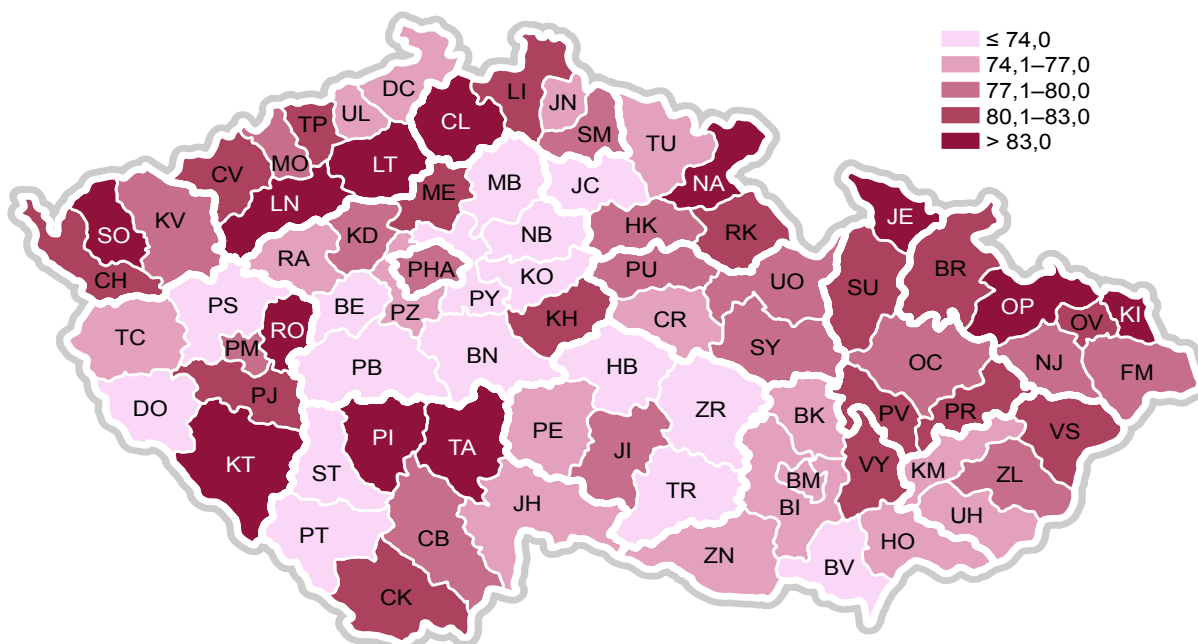 ≤ 74,0
74,1–77,0
77,1–80,0
80,1–83,0
> 83,0
DC
LI
JN
UL
TP
CL
SM
TU
MO
CV
LT
ME
MB
JC
NA
LN
SO
KV
KD
NB
HK
RK
JE
RA
PHA
KO
PU
UO
SU
BR
CH
PS
BE
PZ
PY
KH
CR
OP
KI
OV
TC
RO
PM
PB
BN
HB
SY
OC
NJ
FM
PJ
DO
ZR
BK
PV
PR
VS
KT
PI
TA
PE
JI
VY
KM
ZL
ST
TR
BM
BI
UH
PT
CB
JH
ZN
BV
HO
CK